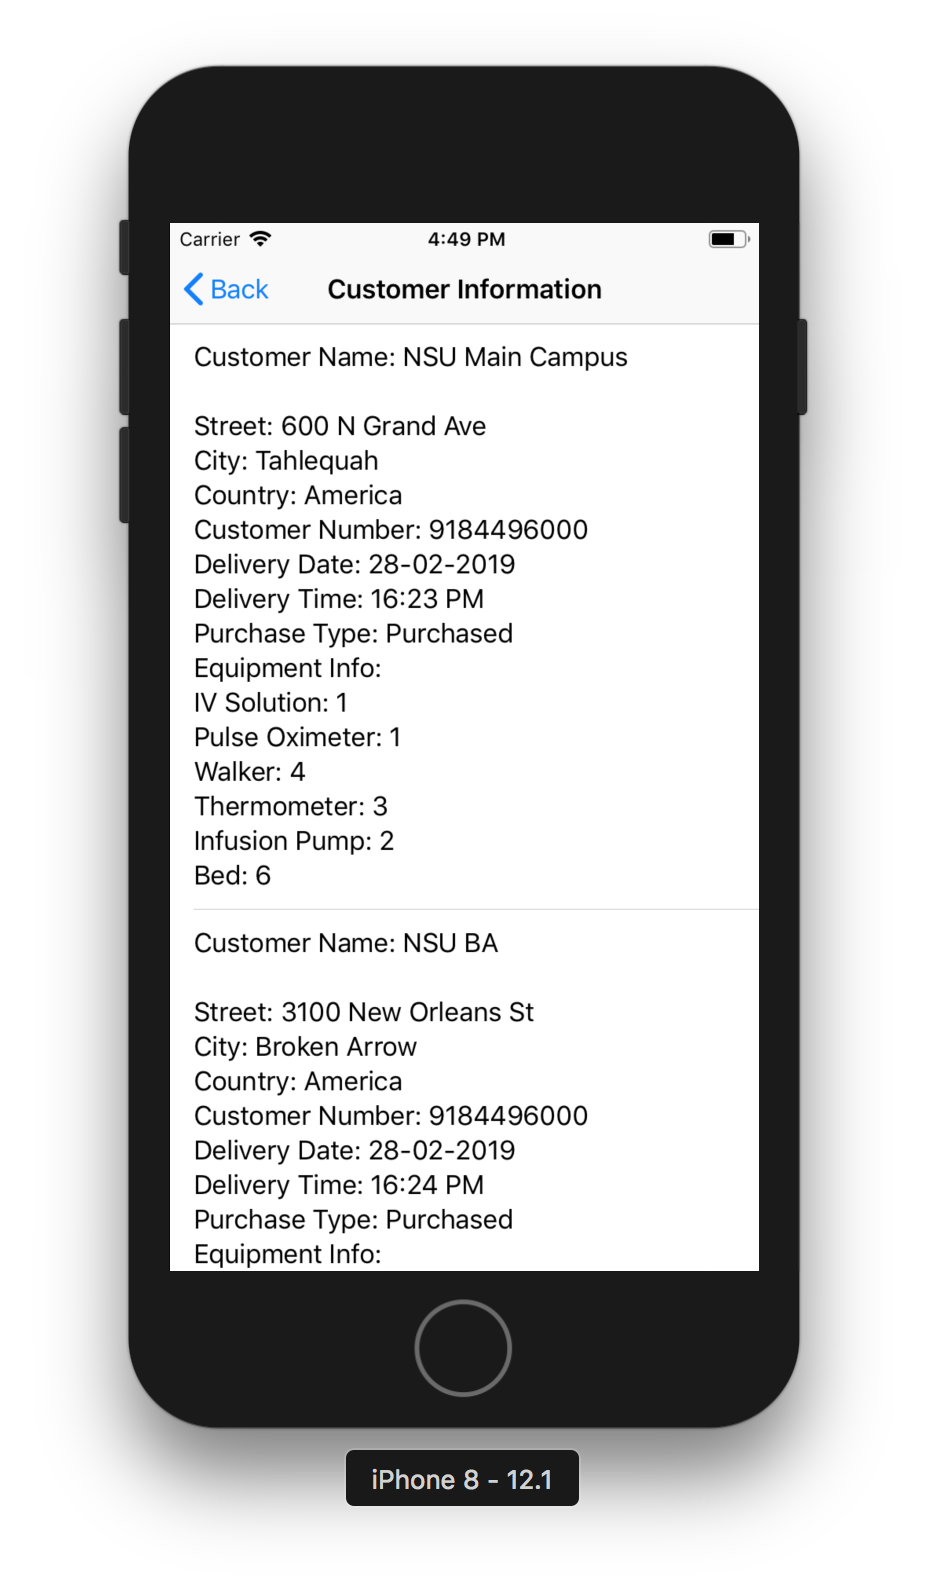 Carrier 4:49 PM
Back Customer Information
Customer Name: NSU Main Campus
Street: 600 N Grand Ave
City: Tahlequah
Country: America
Customer Number: 9184496000
Delivery Date: 28-02-2019
Delivery Time: 16:23 PM
Purchase Type: Purchased
Equipment Info:
IV Solution: 1
Pulse Oximeter: 1
Walker: 4
Thermometer: 3
Infusion Pump: 2
Bed: 6
Customer Name: NSU BA
Street: 3100 New Orleans St
City: Broken Arrow
Country: America
Customer Number: 9184496000
Delivery Date: 28-02-2019
Delivery Time: 16:24 PM
Purchase Type: Purchased
Equipment Info:
iPhone 8 - 12.1